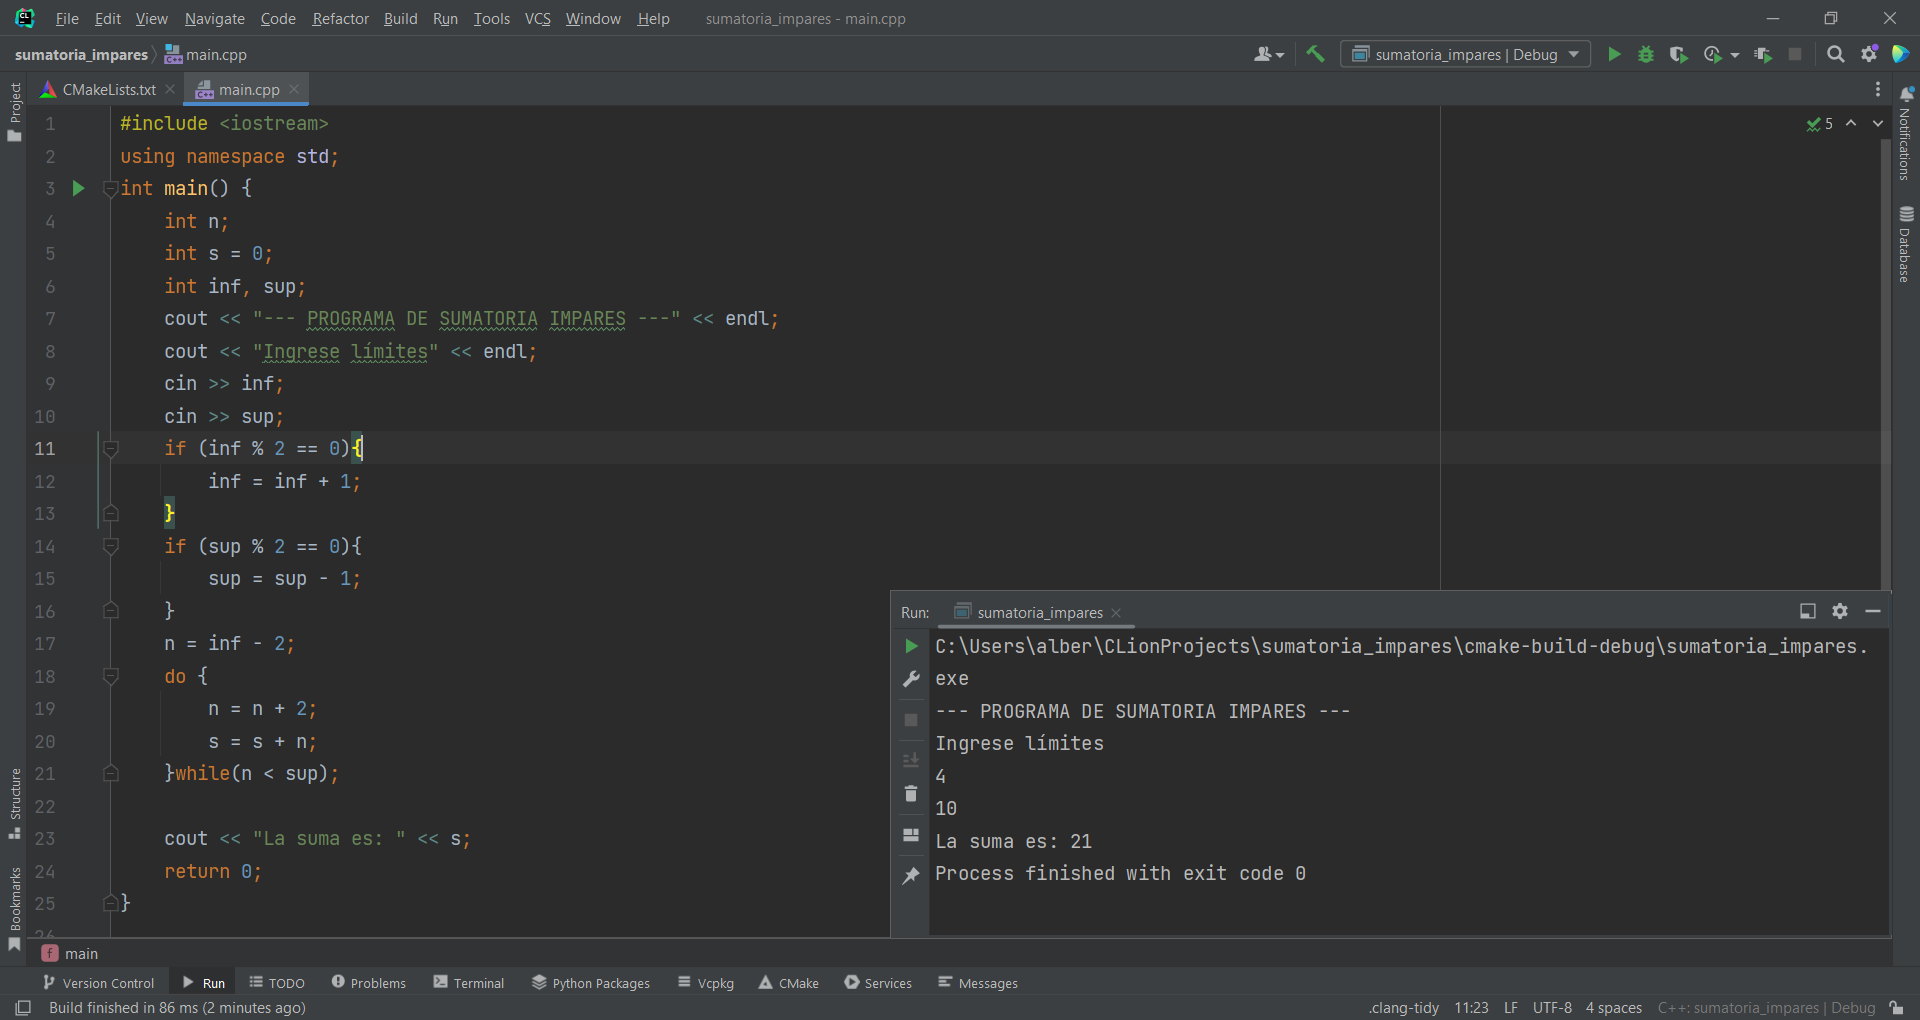 File Edit View Navigate Code Refactor Build Run Tools VCS Window Help sumatoria_impares - main.cpp
sumatoria_impares main.cpp sumatoria_impares | Debug
Project
CMakeLists.txt main.cpp
Notifications
Database
5
1 #include <iostream>
2 using namespace std;
3 int main() {
4     int n;
5     int s = 0;
6     int inf, sup;
7     cout << "--- PROGRAMA DE SUMATORIA IMPARES ---" << endl;
8     cout << "Ingrese límites" << endl;
9     cin >> inf;
10     cin >> sup;
11     if (inf % 2 == 0){
12         inf = inf + 1;
13     }
14     if (sup % 2 == 0){
15         sup = sup - 1;
16     }
17     n = inf - 2;
18     do {
19         n = n + 2;
20         s = s + n;
21     }while(n < sup);
22
23     cout << "La suma es: " << s;
24     return 0;
25 }
26
Run: sumatoria_impares
C:\Users\alber\CLionProjects\sumatoria_impares\cmake-build-debug\sumatoria_impares.
exe
--- PROGRAMA DE SUMATORIA IMPARES ---
Ingrese límites
4
10
La suma es: 21
Process finished with exit code 0
Structure
Bookmarks
f main
Version Control Run TODO Problems Terminal Python Packages Vcpkg CMake Services Messages
Build finished in 86 ms (2 minutes ago) .clang-tidy 11:23 LF UTF-8 4 spaces C++: sumatoria_impares | Debug